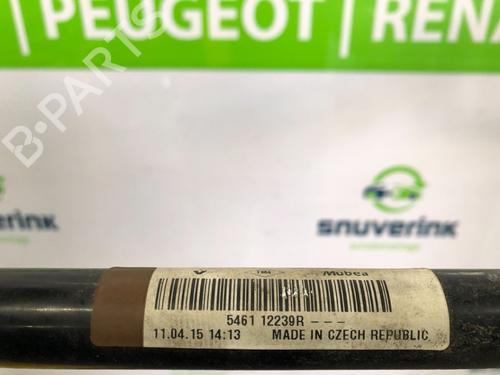 PEUGEOT RENA
B-PARTS
snuverink
Mubea
5461 12239R - - -
11.04.15 14:13 MADE IN CZECH REPUBLIC